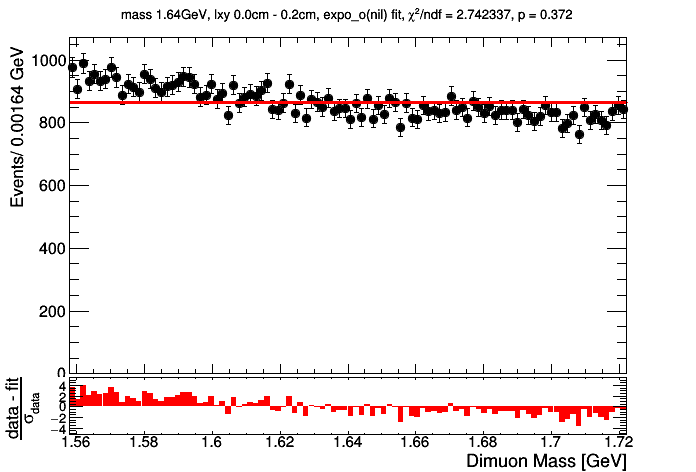 mass 1.64GeV, lxy 0.0cm - 0.2cm, expo_o(nil) fit, χ²/ndf = 2.742337, p = 0.372
Events/ 0.00164 GeV
1000
800
600
400
200
0
data - fit
σdata
4
2
0
−2
−4
1.56 1.58 1.6 1.62 1.64 1.66 1.68 1.7 1.72
Dimuon Mass [GeV]